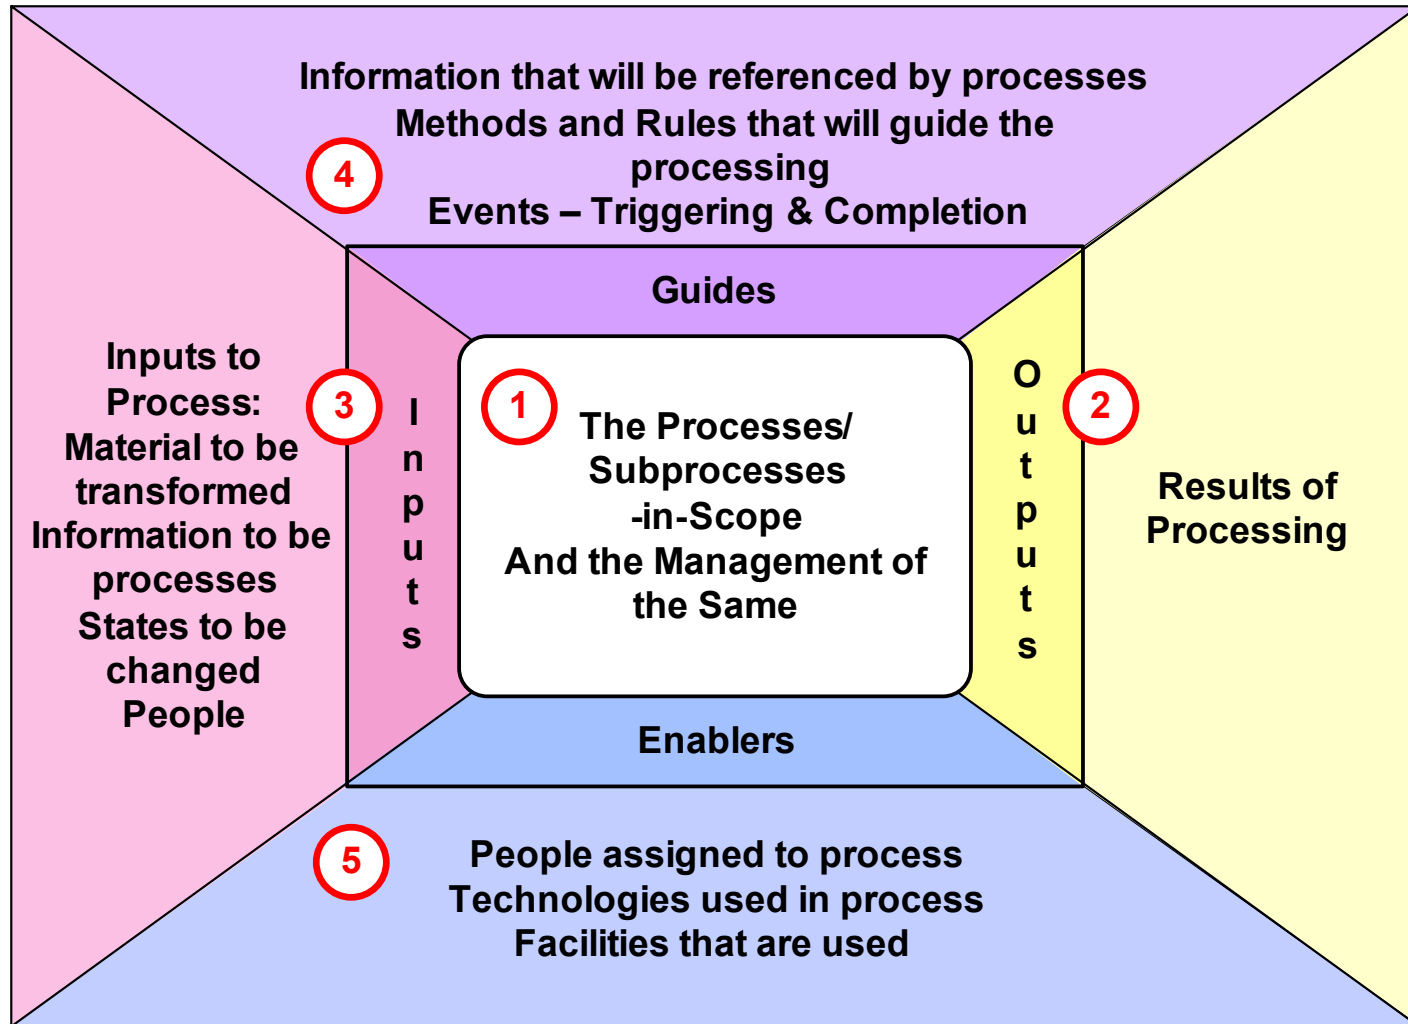 Information that will be referenced by processes
Methods and Rules that will guide the
processing
Events – Triggering & Completion
4
Guides
Inputs to
Process:
Material to be
transformed
Information to be
processes
States to be
changed
People
3
Inputs
1
The Processes/
Subprocesses
-in-Scope
And the Management of
the Same
Outputs
2
Results of
Processing
Enablers
5
People assigned to process
Technologies used in process
Facilities that are used